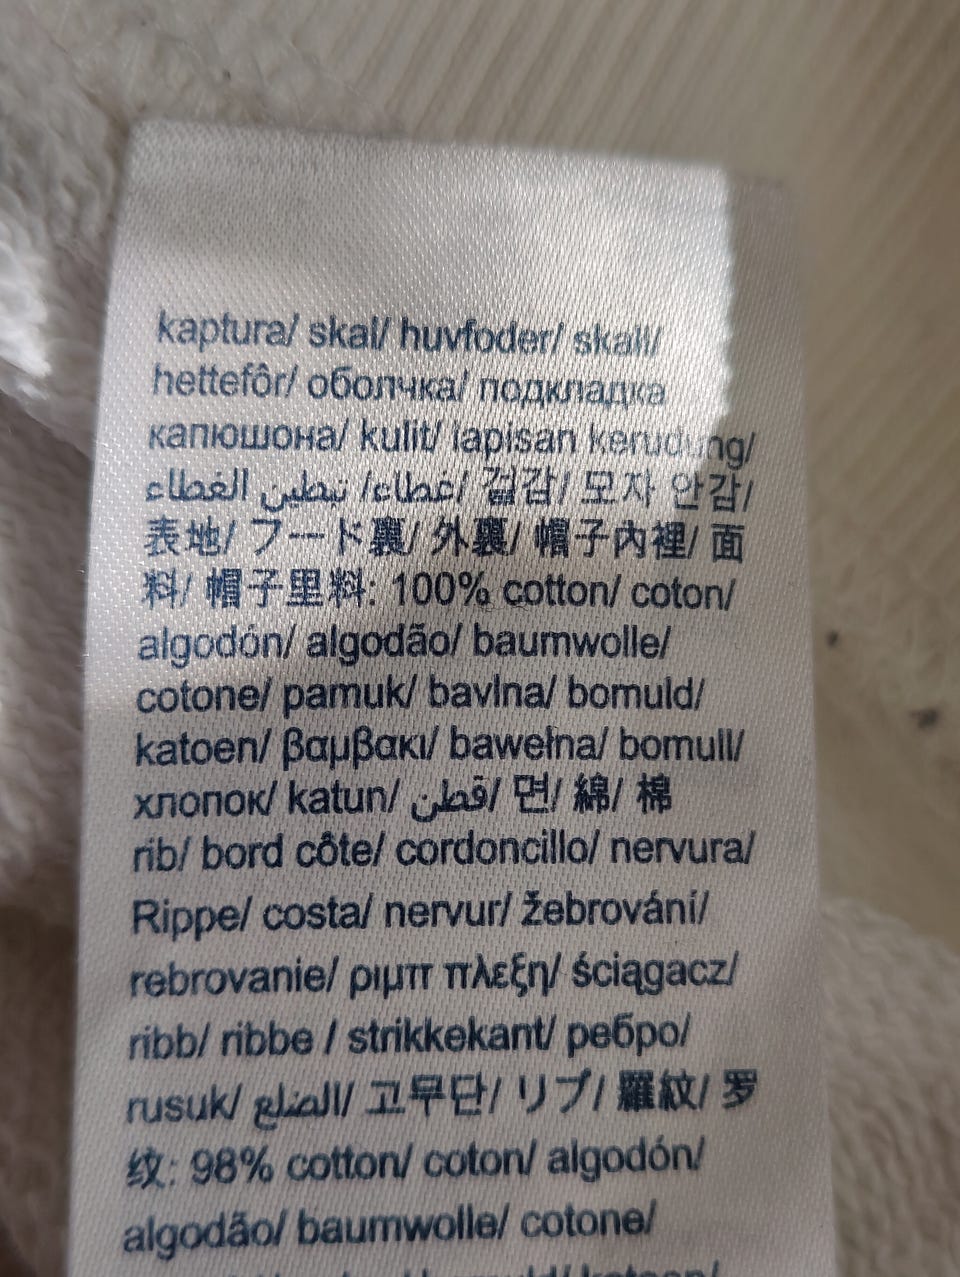 kaptura/ skal/ huvfoder/ skall/
hettefôr/ оболчка/ подкладка
капюшона/ kulit/ lapisan kerudung/
غطاء/ تبطين الغطاء/ 겉감/ 모자 안감/
表地/ フード裏/ 外裏/ 帽子內裡/ 面
料/ 帽子里料: 100% cotton/ coton/
algodón/ algodão/ baumwolle/
cotone/ pamuk/ bavlna/ bomuld/
katoen/ βαμβακι/ bawełna/ bomull/
хлопок/ katun/ قطن/ 면/ 綿/ 棉
rib/ bord côte/ cordoncillo/ nervura/
Rippe/ costa/ nervur/ žebrování/
rebrovanie/ ριμπ πλεξη/ ściągacz/
ribb/ ribbe / strikkekant/ ребро/
rusuk/ الضلع/ 고무단/ リブ/ 羅紋/ 罗
纹: 98% cotton/ coton/ algodón/
algodão/ baumwolle/ cotone/